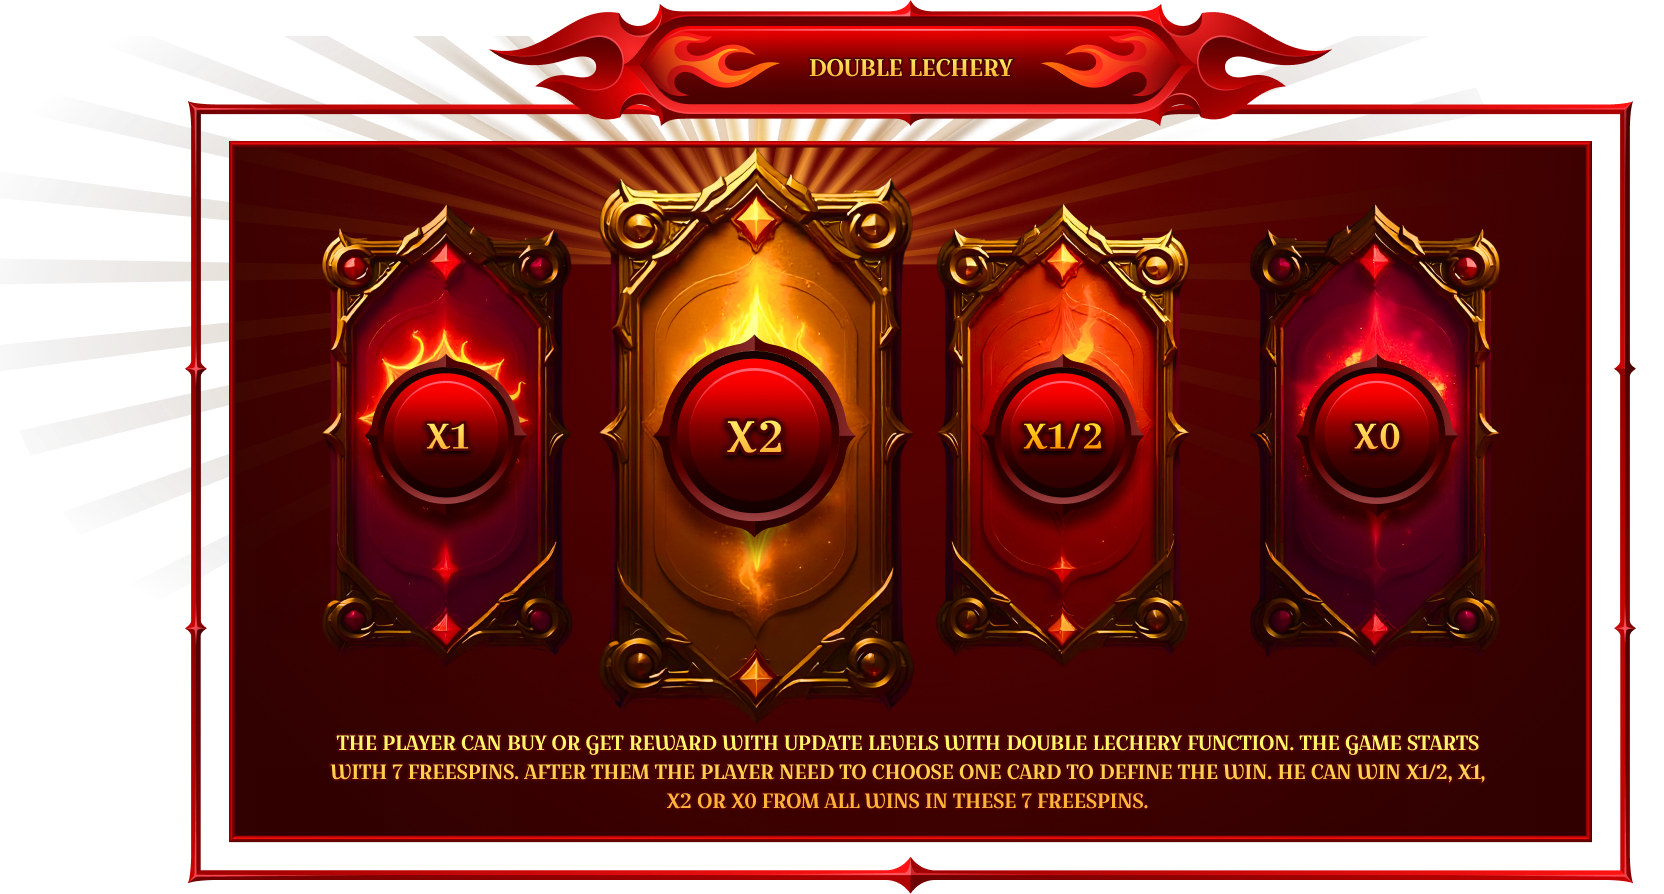 DOUBLE LECHERY
X1
X2
X1/2
X0
THE PLAYER CAN BUY OR GET REWARD WITH UPDATE LEVELS WITH DOUBLE LECHERY FUNCTION. THE GAME STARTS
WITH 7 FREESPINS. AFTER THEM THE PLAYER NEED TO CHOOSE ONE CARD TO DEFINE THE WIN. HE CAN WIN X1/2, X1,
X2 OR X0 FROM ALL WINS IN THESE 7 FREESPINS.